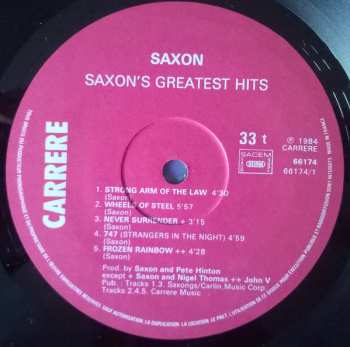 SAXON
SAXON'S GREATEST HITS
CARRERE
33 t
SACEM
℗ 1984
CARRERE
66174
66174/1
1. STRONG ARM OF THE LAW 4'30
(Saxon)
2. WHEELS OF STEEL 5'57
(Saxon)
3. NEVER SURRENDER + 3'15
(Saxon)
4. 747 (STRANGERS IN THE NIGHT) 4'59
(Saxon)
5. FROZEN RAINBOW ++ 4'28
(Saxon)
Prod. by Saxon and Pete Hinton
except + Saxon and Nigel Thomas ++ John V
Pub. : Tracks 1.3. Saxongs/Carlin Music Corp
Tracks 2.4.5. Carrere Music